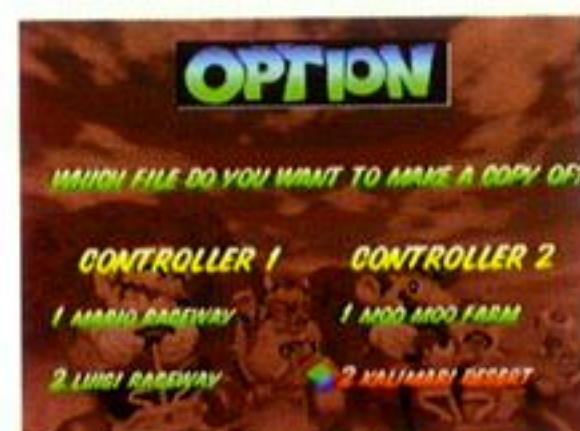 OPTION
WHICH FILE DO YOU WANT TO MAKE A COPY OF
CONTROLLER 1 CONTROLLER 2
1 MARIO RACEWAY 1 MOO MOO FARM
2 LUIGI RACEWAY 2 KALIMARI DESERT